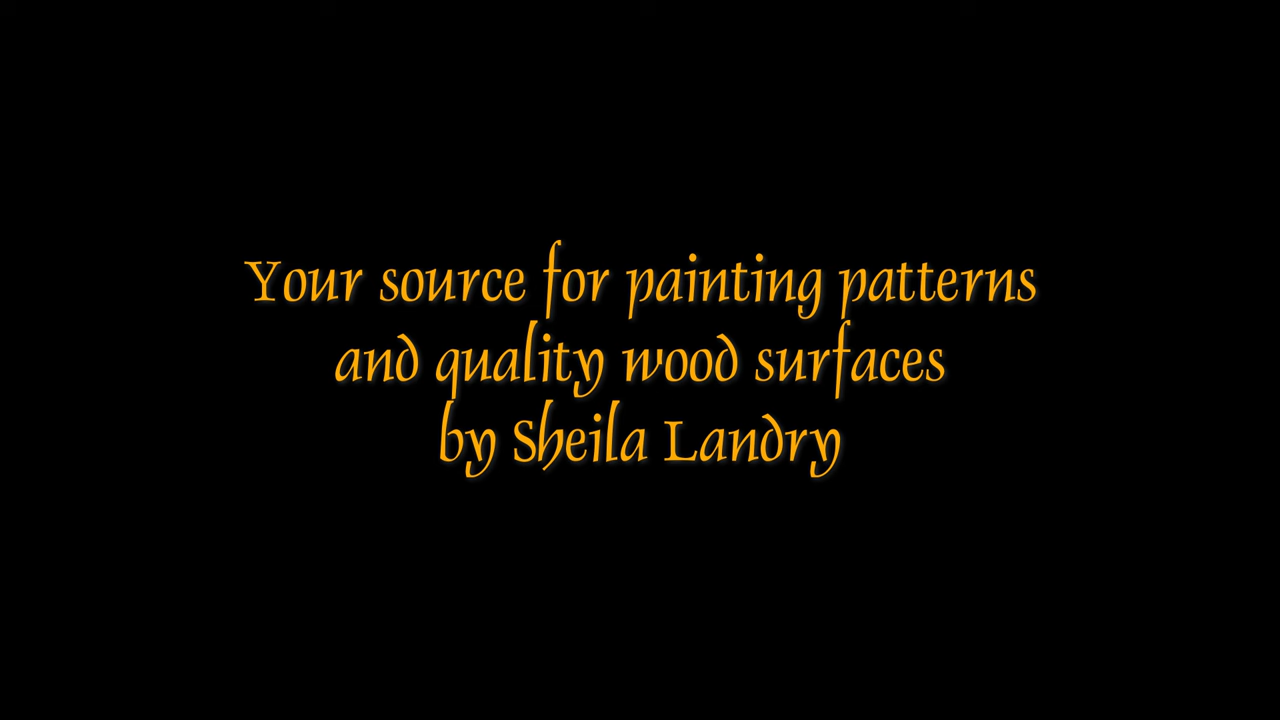 Your source for painting patterns
and quality wood surfaces
by Sheila Landry